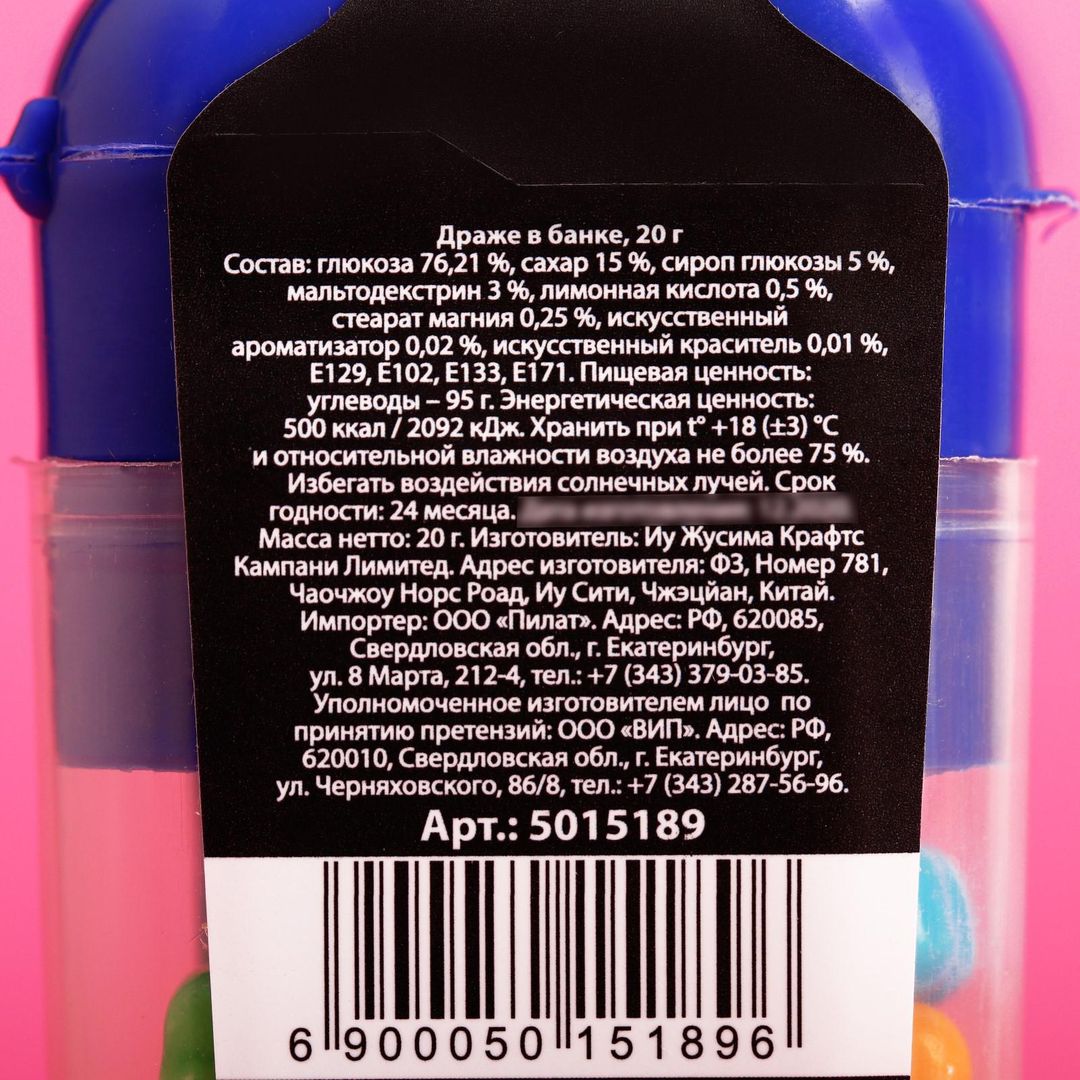 Драже в банке, 20 г
Состав: глюкоза 76,21 %, сахар 15 %, сироп глюкозы 5 %,
мальтодекстрин 3 %, лимонная кислота 0,5 %,
стеарат магния 0,25 %, искусственный
ароматизатор 0,02 %, искусственный краситель 0,01 %,
Е129, Е102, Е133, Е171. Пищевая ценность:
углеводы – 95 г. Энергетическая ценность:
500 ккал / 2092 кДж. Хранить при t° +18 (±3) °С
и относительной влажности воздуха не более 75 %.
Избегать воздействия солнечных лучей. Срок
годности: 24 месяца.
Масса нетто: 20 г. Изготовитель: Иу Жусима Крафтс
Кампани Лимитед. Адрес изготовителя: Ф3, Номер 781,
Чаочжоу Норс Роад, Иу Сити, Чжэцйан, Китай.
Импортер: ООО «Пилат». Адрес: РФ, 620085,
Свердловская обл., г. Екатеринбург,
ул. 8 Марта, 212-4, тел.: +7 (343) 379-03-85.
Уполномоченное изготовителем лицо по
принятию претензий: ООО «ВИП». Адрес: РФ,
620010, Свердловская обл., г. Екатеринбург,
ул. Черняховского, 86/8, тел.: +7 (343) 287-56-96.
Арт.: 5015189
6 900050 151896